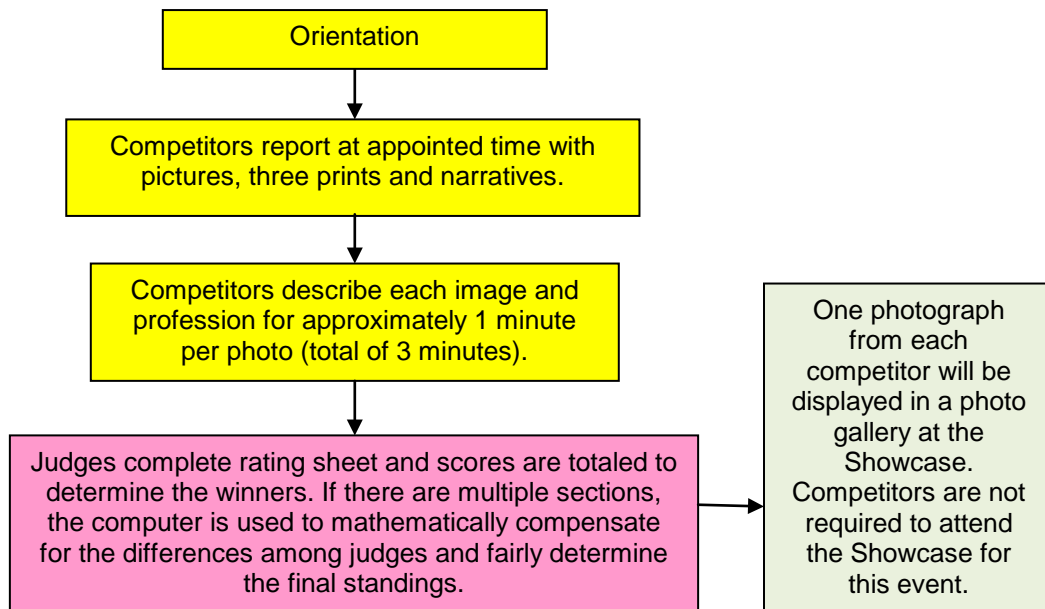 Orientation
Competitors report at appointed time with
pictures, three prints and narratives.
Competitors describe each image and
profession for approximately 1 minute
per photo (total of 3 minutes).
Judges complete rating sheet and scores are totaled to
determine the winners. If there are multiple sections,
the computer is used to mathematically compensate
for the differences among judges and fairly determine
the final standings.
One photograph
from each
competitor will be
displayed in a photo
gallery at the
Showcase.
Competitors are not
required to attend
the Showcase for
this event.